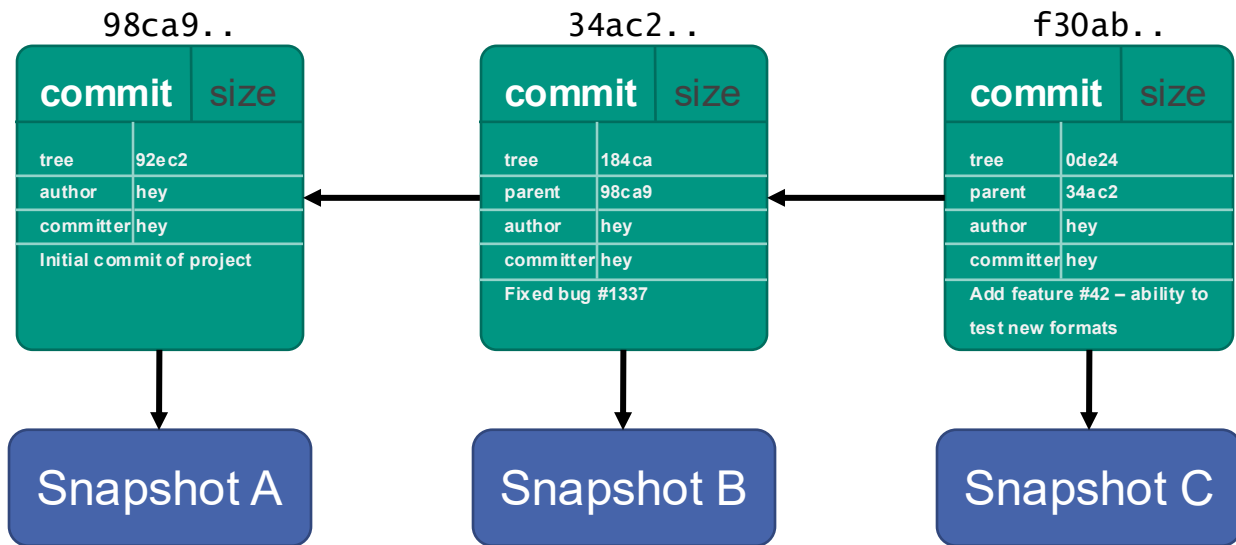 98ca9..
commit size
tree 92ec2
author hey
committer hey
Initial commit of project
Snapshot A
34ac2..
commit size
tree 184ca
parent 98ca9
author hey
committer hey
Fixed bug #1337
Snapshot B
f30ab..
commit size
tree 0de24
parent 34ac2
author hey
committer hey
Add feature #42 – ability to
test new formats
Snapshot C